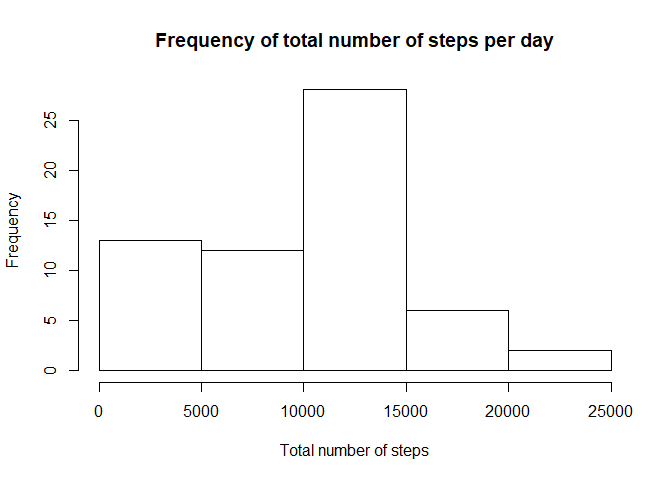 Frequency of total number of steps per day
Frequency
25
20
15
10
5
0
0 5000 10000 15000 20000 25000
Total number of steps